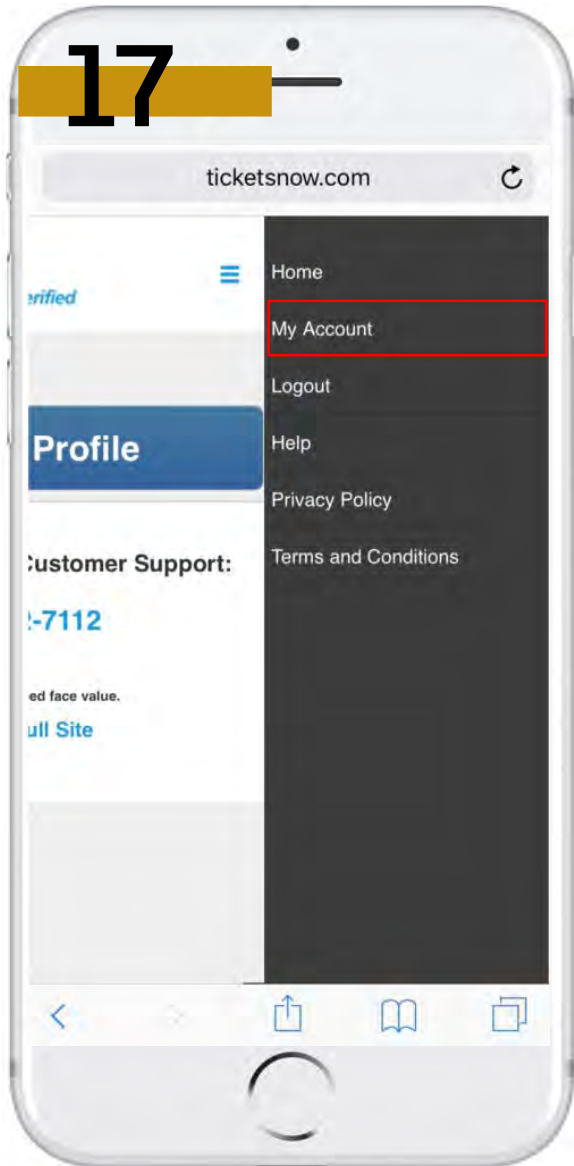 17
ticketsnow.com
erified
Home
My Account
Logout
Profile
Help
Privacy Policy
Customer Support:
Terms and Conditions
2-7112
ed face value.
ull Site